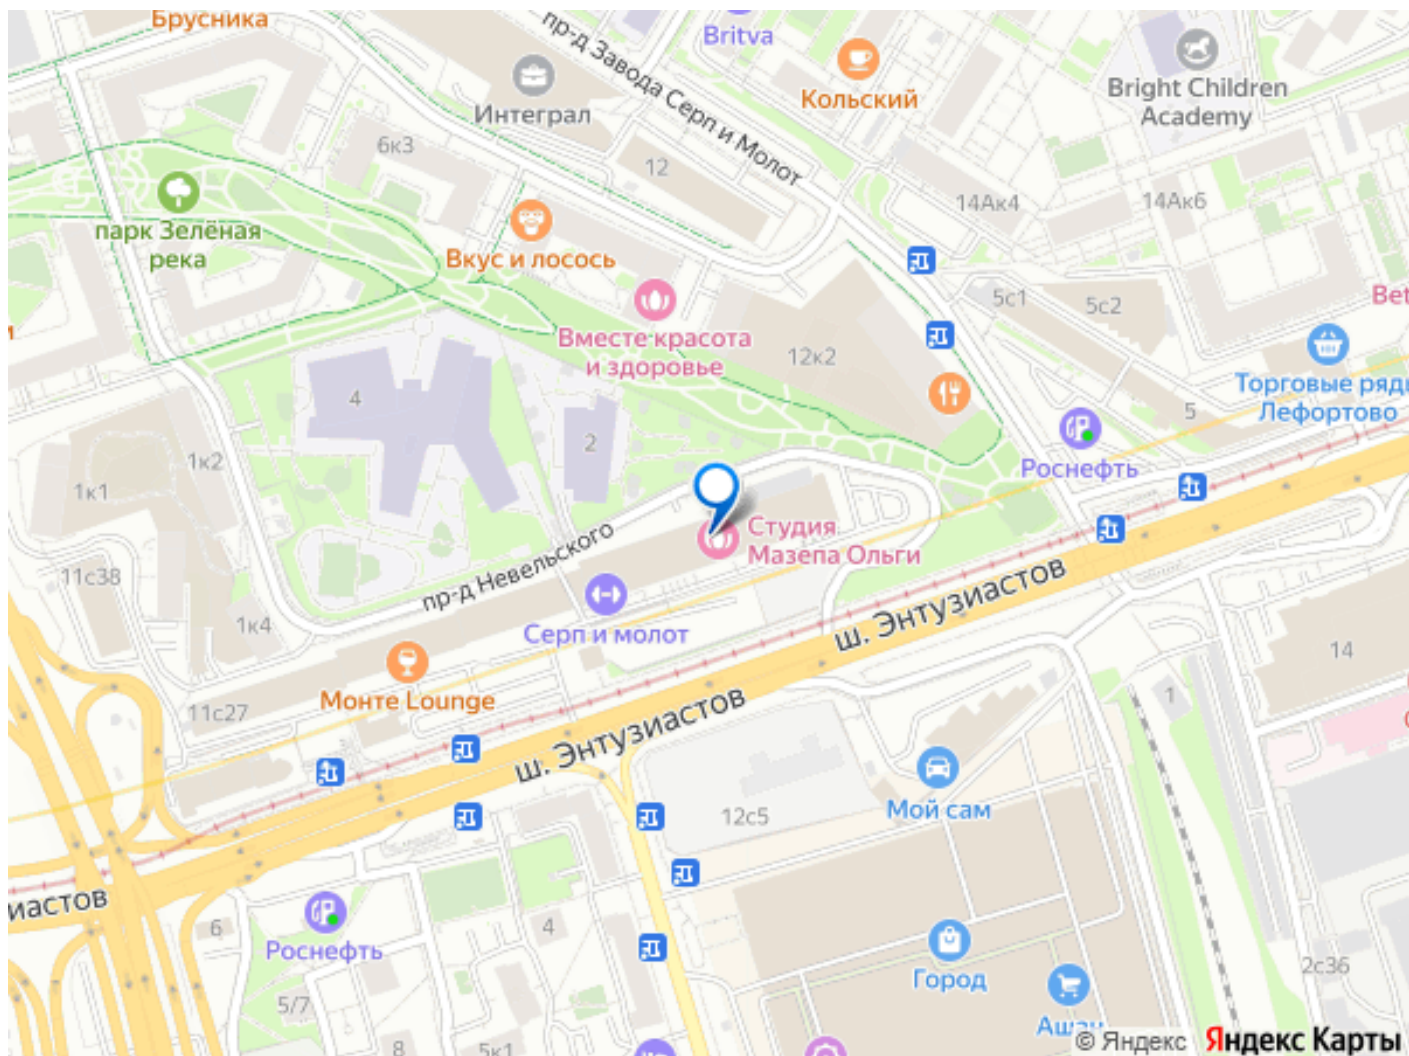 Брусника
Britva
пр-д Завода Серп и Молот
Кольский
Bright Children
Academy
Интеграл
6к3
12
14Ак4
14Ак6
парк Зелёная
река
Вкус и лосось
5с1
5с2
Bet
Вместе красота
и здоровье
12к2
Торговые ряды
Лефортово
4
5
2
1к2
Роснефть
1к1
Студия
Мазепа Ольги
пр-д Невельского
11с38
ш. Энтузиастов
1к4
Серп и молот
14
Монте Lounge
1
11с27
ш. Энтузиастов
Мой сам
12с5
иастов
6
4
Роснефть
Город
2с36
5/7
Ашан
8
5к1
© Яндекс Яндекс Карты